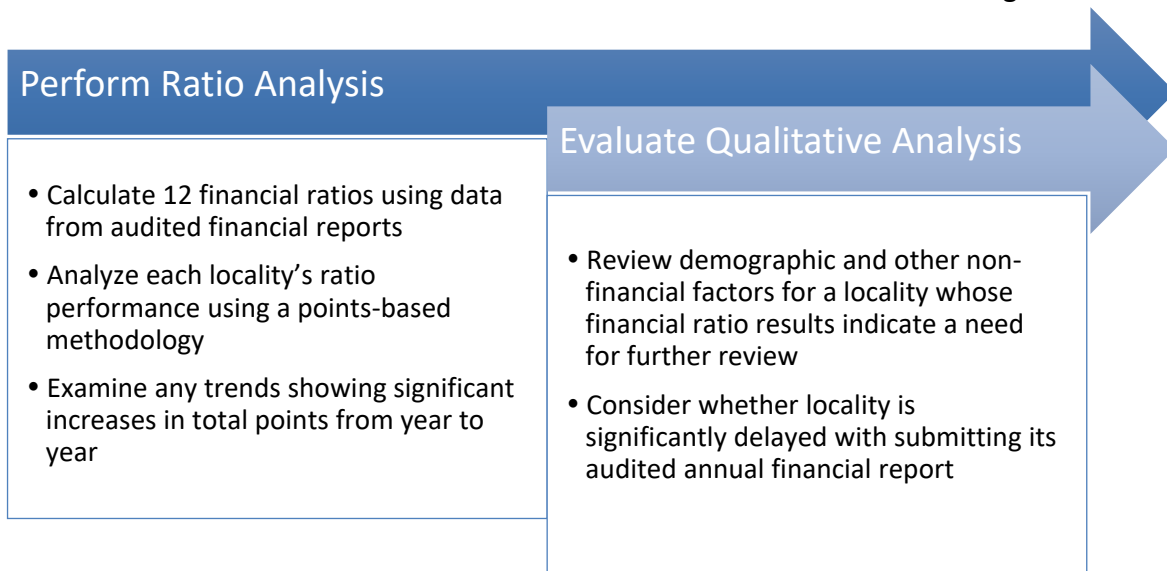 Perform Ratio Analysis
• Calculate 12 financial ratios using data
from audited financial reports
• Analyze each locality’s ratio
performance using a points-based
methodology
• Examine any trends showing significant
increases in total points from year to
year
Evaluate Qualitative Analysis
• Review demographic and other non-
financial factors for a locality whose
financial ratio results indicate a need
for further review
• Consider whether locality is
significantly delayed with submitting its
audited annual financial report